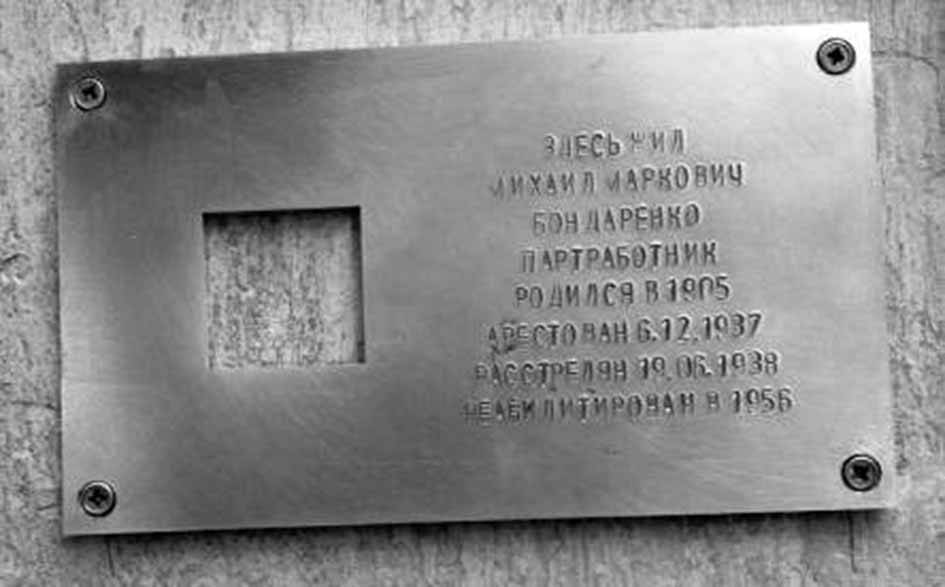 ЗДЕСЬ ЖИЛ
МИХАИЛ МАРКОВИЧ
БОНДАРЕНКО
ПАРТРАБОТНИК
РОДИЛСЯ В 1905
АРЕСТОВАН 6.12.1937
РАССТРЕЛЯН 19.06.1938
РЕАБИЛИТИРОВАН В 1956